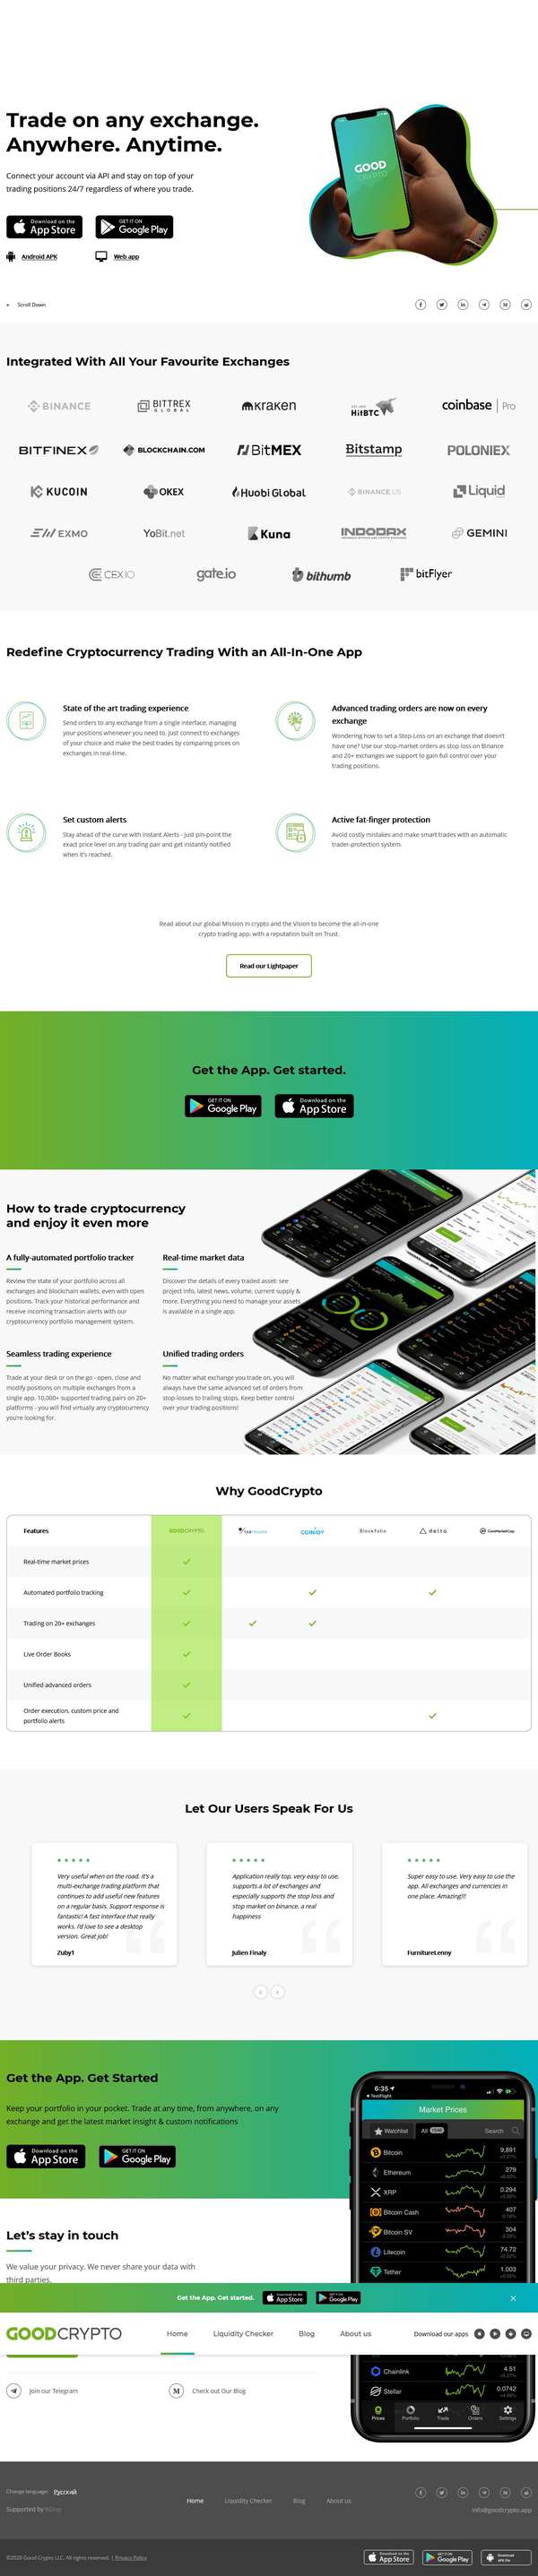 Trade on any exchange.
Anywhere. Anytime.
Connect your account via API and stay on top of your
trading positions 24/7 regardless of where you trade.
Download on the
App Store
GET IT ON
Google Play
Android APK
Web app
GOOD
CRYPTO
Scroll Down
Integrated With All Your Favourite Exchanges
BINANCE
BITTREX
GLOBAL
kraken
HitBTC
coinbase | Pro
BITFINEX
BLOCKCHAIN.COM
BitMEX
Bitstamp
POLONIEX
KUCOIN
OKEX
Huobi Global
BINANCE.US
Liquid
EXMO
YoBit.net
Kuna
INDODAX
GEMINI
CEX.IO
gate.io
bithumb
bitFlyer
Redefine Cryptocurrency Trading With an All-In-One App
State of the art trading experience
Send orders to any exchange from a single interface, managing
your positions whenever you need to. Just connect to exchanges
of your choice and make the best trades by comparing prices on
exchanges in real-time.
Advanced trading orders are now on every
exchange
Wondering how to set a Stop-Loss on an exchange that doesn't
have one? Use our stop-market orders as stop loss on Binance
and 20+ exchanges we support to gain full control over your
trading positions.
Set custom alerts
Stay ahead of the curve with Instant Alerts - just pin-point the
exact price level on any trading pair and get instantly notified
when it's reached.
Active fat-finger protection
Avoid costly mistakes and make smart trades with an automatic
trader-protection system.
Read about our global Mission in crypto and the Vision to become the all-in-one
crypto trading app, with a reputation built on Trust.
Read our Lightpaper
Get the App. Get started.
GET IT ON
Google Play
Download on the
App Store
How to trade cryptocurrency
and enjoy it even more
A fully-automated portfolio tracker
Review the state of your portfolio across all
exchanges and blockchain wallets, even with open
positions. Track your historical performance and
receive incoming transaction alerts with our
cryptocurrency portfolio management system.
Real-time market data
Discover the details of every traded asset: see
project info, latest news, volume, current supply &
more. Everything you need to manage your assets
is available in a single app.
Seamless trading experience
Trade at your desk or on the go - open, close and
modify positions on multiple exchanges from a
single app. 10,000+ supported trading pairs on 20+
platforms - you will find virtually any cryptocurrency
you're looking for.
Unified trading orders
No matter what exchange you trade on, you will
always have the same advanced set of orders from
stop-losses to trailing stops. Keep better control
over your trading positions!
Why GoodCrypto
Features
GOODCRYPTO
COINIGY
Blockfolio
delta
CoinMarketCap
Real-time market prices
Automated portfolio tracking
Trading on 20+ exchanges
Live Order Books
Unified advanced orders
Order execution, custom price and
portfolio alerts
Let Our Users Speak For Us
Very useful when on the road. It's a
multi-exchange trading platform that
continues to add useful new features
on a regular basis. Support response is
fantastic! A fast interface that really
works. I'd love to see a desktop
version. Great job!
Zuby1
Application really top, very easy to use,
supports a lot of exchanges and
especially supports the stop loss and
stop market on binance, a real
happiness
Julien Finaly
Super easy to use. Very easy to use the
app. All exchanges and currencies in
one place. Amazing!!!
FurnitureLenny
Get the App. Get Started
Keep your portfolio in your pocket. Trade at any time, from anywhere, on any
exchange and get the latest market insight & custom notifications
Download on the
App Store
GET IT ON
Google Play
6:35
TestFlight
Market Prices
Watchlist
All
Search
Bitcoin
9,891
Ethereum
279
XRP
0.294
Bitcoin Cash
407
Bitcoin SV
304
Litecoin
74.72
Tether
1.003
Let's stay in touch
We value your privacy. We never share your data with
third parties.
Get the App. Get started.
Download on the
App Store
GET IT ON
Google Play
GOODCRYPTO
Home
Liquidity Checker
Blog
About us
Download our apps
Chainlink
4.51
Stellar
0.0742
Prices
Portfolio
Trade
Orders
Settings
Join our Telegram
Check out Our Blog
Change language:
Русский
Supported by
Home
Liquidity Checker
Blog
About us
info@goodcrypto.app
©2020 Good Crypto LLC. All rights reserved. | Privacy Policy
Download on the
App Store
GET IT ON
Google Play
Download
APK file